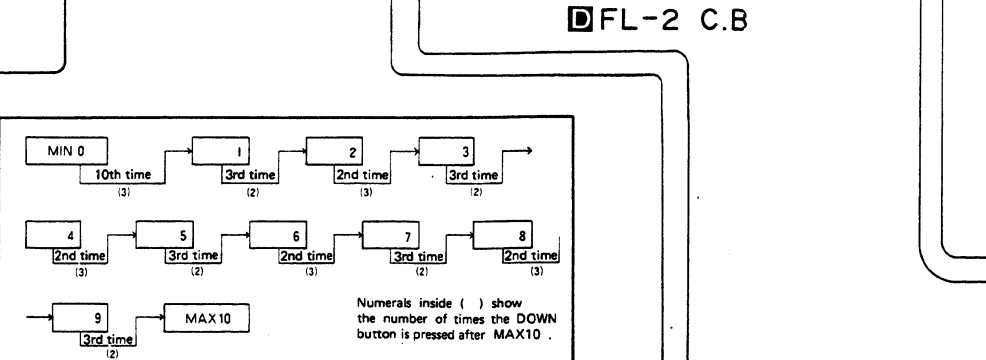 D FL-2 C.B
MIN 0 1 2 3
10th time 3rd time 2nd time 3rd time
(3) (2) (3) (2)
4 5 6 7 8
2nd time 3rd time 2nd time 3rd time 2nd time
(3) (2) (3) (2) (3)
9 MAX10
3rd time
(2)
Numerals inside ( ) show
the number of times the DOWN
button is pressed after MAX10 .